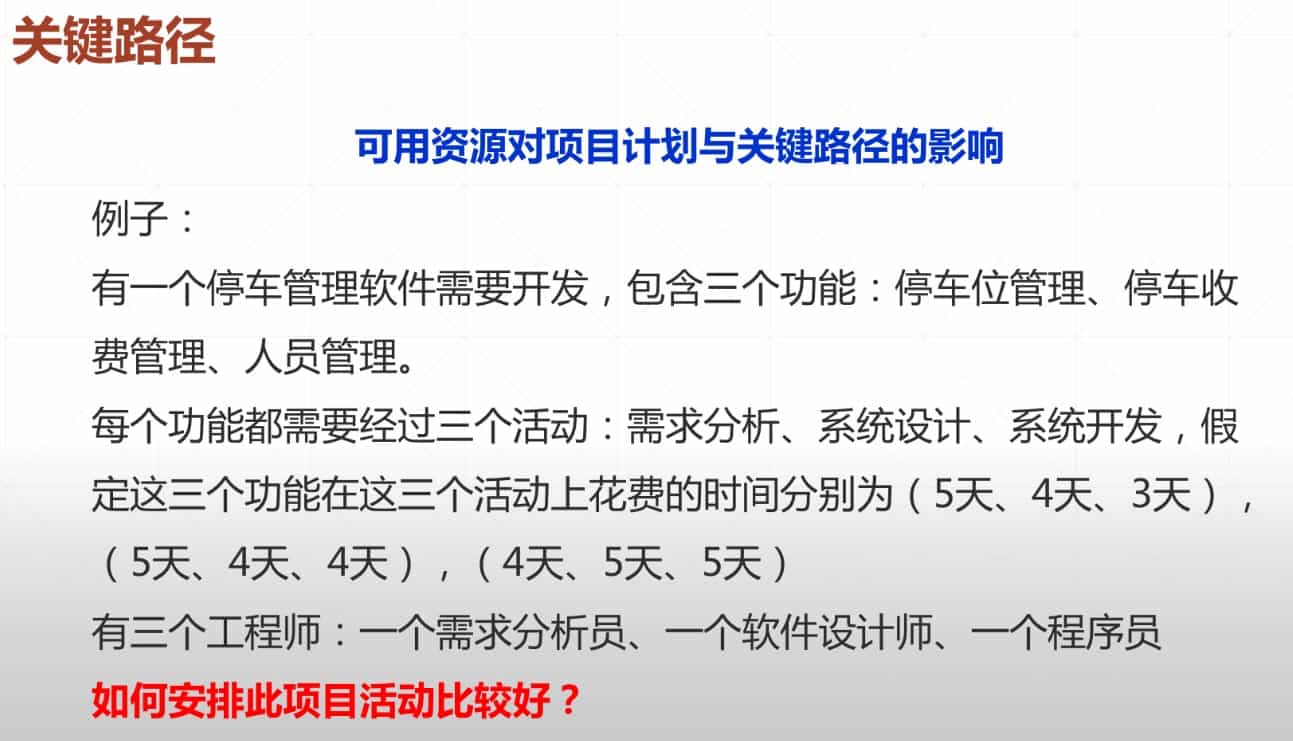 关键路径
可用资源对项目计划与关键路径的影响
例子：
有一个停车管理软件需要开发，包含三个功能：停车位管理、停车收
费管理、人员管理。
每个功能都需要经过三个活动：需求分析、系统设计、系统开发，假
定这三个功能在这三个活动上花费的时间分别为（5天、4天、3天），
（5天、4天、4天），（4天、5天、5天）
有三个工程师：一个需求分析员、一个软件设计师、一个程序员
如何安排此项目活动比较好？